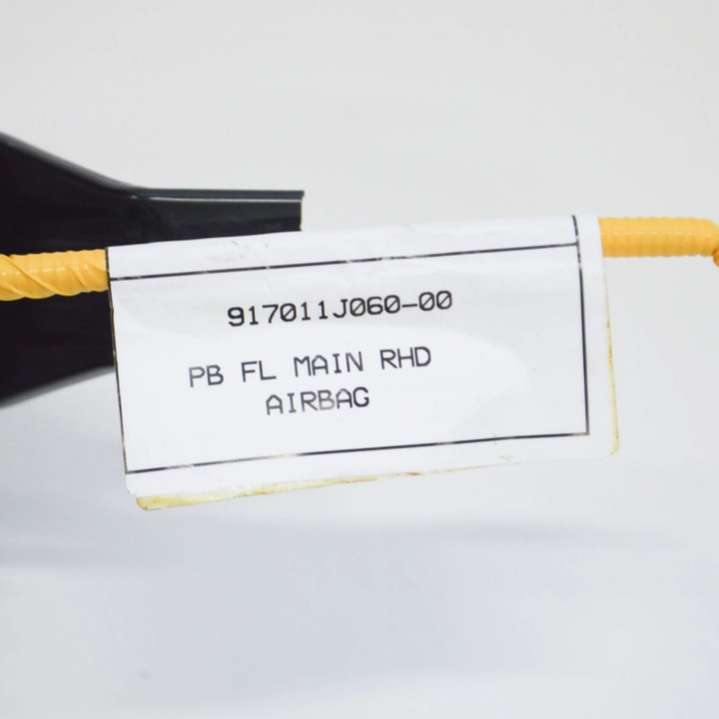 917011J060-00
PB FL MAIN RHD
AIRBAG